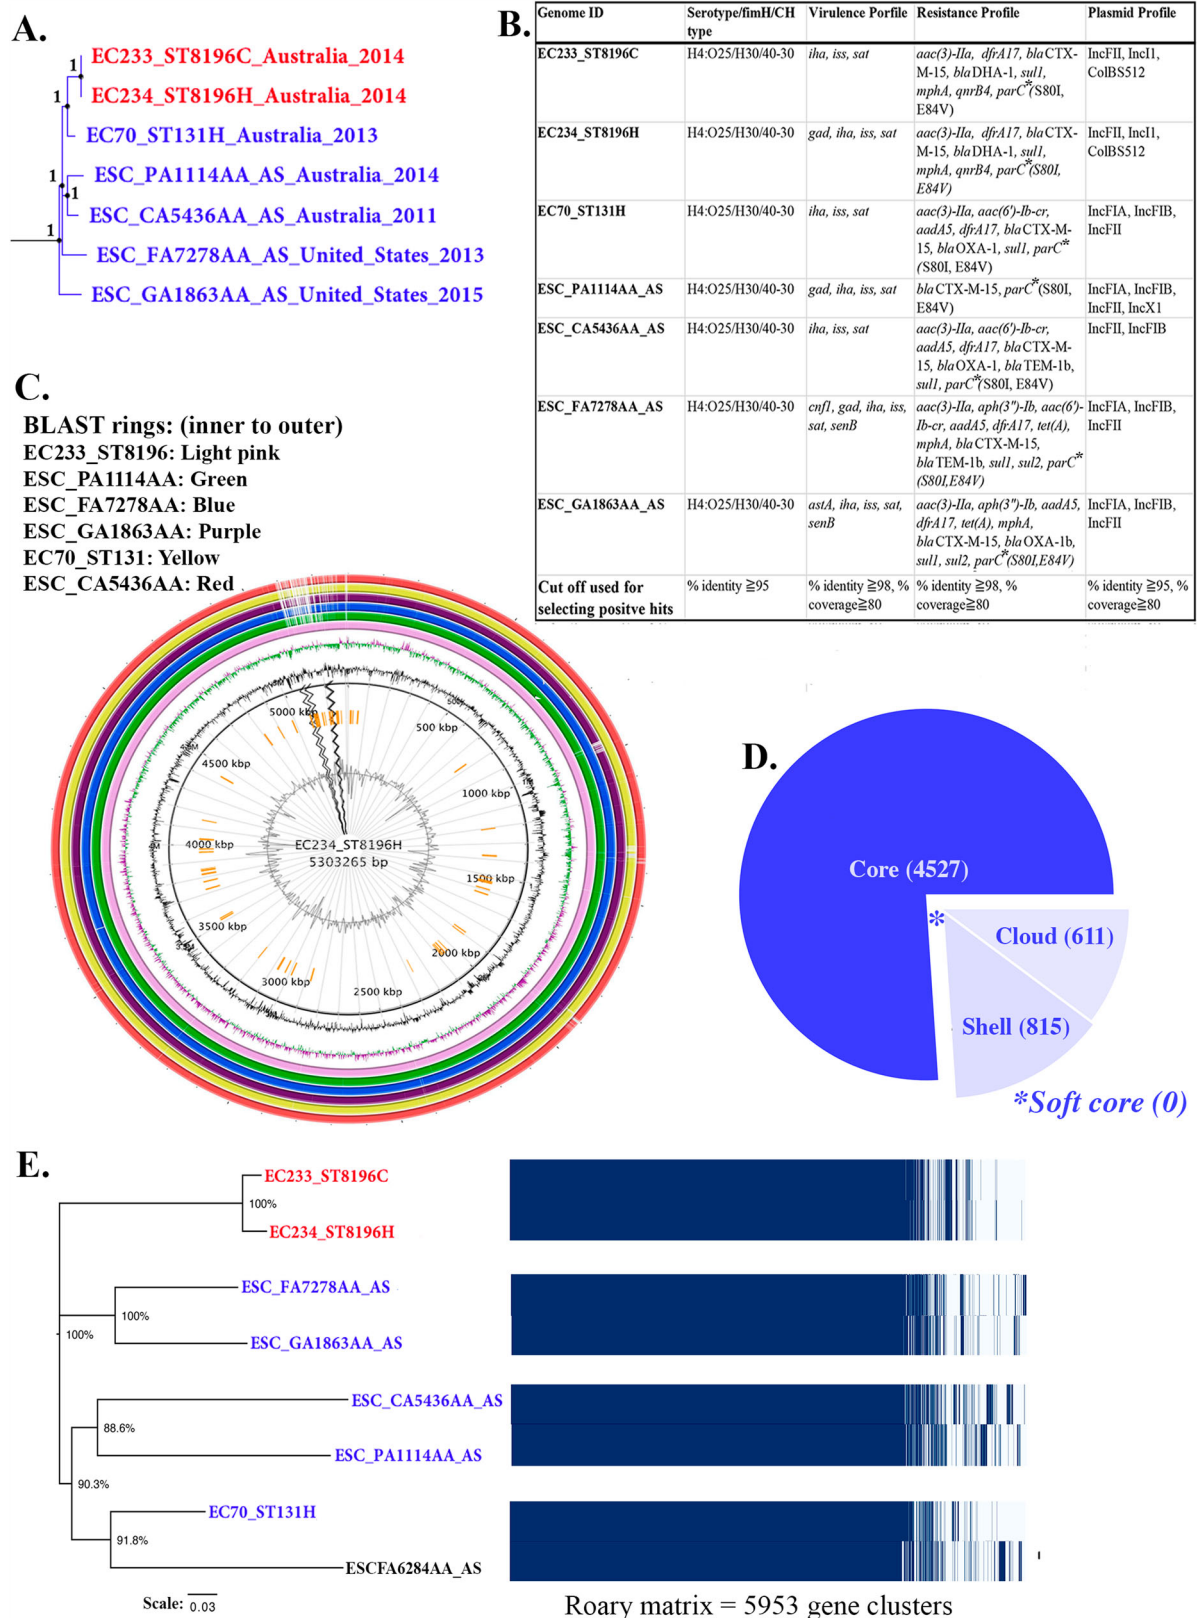 A.
EC233_ST8196C_Australia_2014
EC234_ST8196H_Australia_2014
EC70_ST131H_Australia_2013
ESC_PA1114AA_AS_Australia_2014
ESC_CA5436AA_AS_Australia_2011
ESC_FA7278AA_AS_United_States_2013
ESC_GA1863AA_AS_United_States_2015
1
1
1
1
1
B.
Genome ID Serotype/fimH/CH type Virulence Porfile Resistance Profile Plasmid Profile
EC233_ST8196C H4:O25/H30/40-30 iha, iss, sat aac(3)-IIa, dfrA17, blaCTX-M-15, blaDHA-1, sul1, mphA, qnrB4, parC*(S80I, E84V) IncFII, IncI1, ColBS512
EC234_ST8196H H4:O25/H30/40-30 gad, iha, iss, sat aac(3)-IIa, dfrA17, blaCTX-M-15, blaDHA-1, sul1, mphA, qnrB4, parC*(S80I, E84V) IncFII, IncI1, ColBS512
EC70_ST131H H4:O25/H30/40-30 iha, iss, sat aac(3)-IIa, aac(6')-Ib-cr, aadA5, dfrA17, blaCTX-M-15, blaOXA-1, sul1, parC* (S80I, E84V) IncFIA, IncFIB, IncFII
ESC_PA1114AA_AS H4:O25/H30/40-30 gad, iha, iss, sat blaCTX-M-15, parC*(S80I, E84V) IncFIA, IncFIB, IncFII, IncX1
ESC_CA5436AA_AS H4:O25/H30/40-30 iha, iss, sat aac(3)-IIa, aac(6')-Ib-cr, aadA5, dfrA17, blaCTX-M-15, blaOXA-1, blaTEM-1b, sul1, parC*(S80I, E84V) IncFII, IncFIB
ESC_FA7278AA_AS H4:O25/H30/40-30 cnf1, gad, iha, iss, sat, senB aac(3)-IIa, aph(3'')-Ib, aac(6')-Ib-cr, aadA5, dfrA17, tet(A), mphA, blaCTX-M-15, blaTEM-1b, sul1, sul2, parC* (S80I,E84V) IncFIA, IncFIB, IncFII
ESC_GA1863AA_AS H4:O25/H30/40-30 astA, iha, iss, sat, senB aac(3)-IIa, aph(3'')-Ib, aadA5, dfrA17, tet(A), mphA, blaCTX-M-15, blaOXA-1b, sul1, sul2, parC*(S80I,E84V) IncFIA, IncFIB, IncFII
Cut off used for selecting positve hits % identity ≧95 % identity ≧98, % coverage≧80 % identity ≧98, % coverage≧80 % identity ≧95, % coverage≧80
C.
BLAST rings: (inner to outer)
EC233_ST8196: Light pink
ESC_PA1114AA: Green
ESC_FA7278AA: Blue
ESC_GA1863AA: Purple
EC70_ST131: Yellow
ESC_CA5436AA: Red
500 kbp
1000 kbp
1500 kbp
2000 kbp
2500 kbp
3000 kbp
3500 kbp
4000 kbp
4500 kbp
5000 kbp
EC234_ST8196H
5303265 bp
D.
Core (4527)
*
Cloud (611)
Shell (815)
*Soft core (0)
E.
EC233_ST8196C
100%
EC234_ST8196H
ESC_FA7278AA_AS
100%
100%
ESC_GA1863AA_AS
ESC_CA5436AA_AS
88.6%
ESC_PA1114AA_AS
90.3%
EC70_ST131H
91.8%
ESCFA6284AA_AS
Scale: 0.03
Roary matrix = 5953 gene clusters